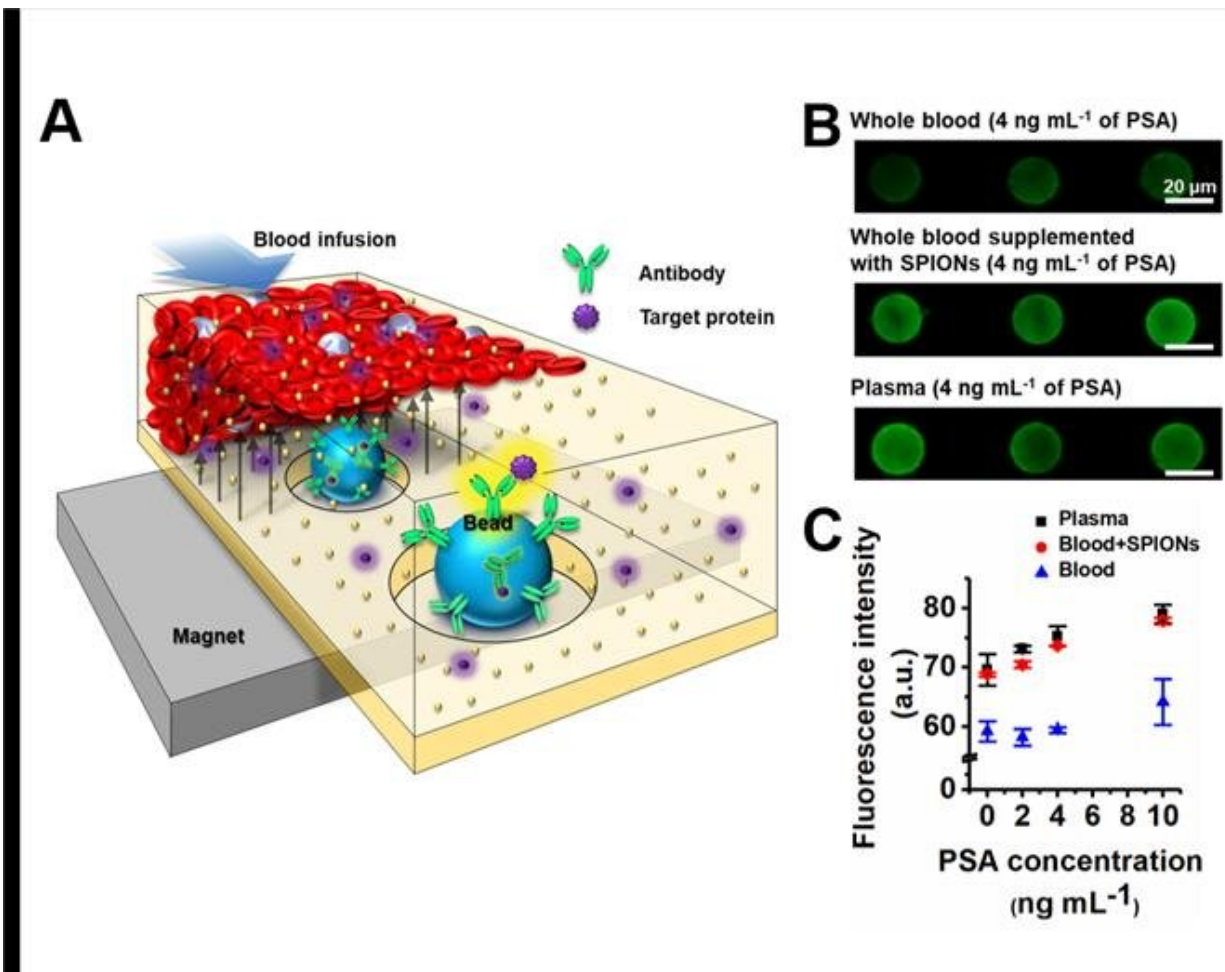 A
Blood infusion
Antibody
Target protein
Bead
Magnet
B
Whole blood (4 ng mL⁻¹ of PSA)
20 µm
Whole blood supplemented
with SPIONs (4 ng mL⁻¹ of PSA)
Plasma (4 ng mL⁻¹ of PSA)
C
Plasma
Blood+SPIONs
Blood
Fluorescence intensity
(a.u.)
80
70
60
0
0 2 4 6 8 10
PSA concentration
(ng mL⁻¹)